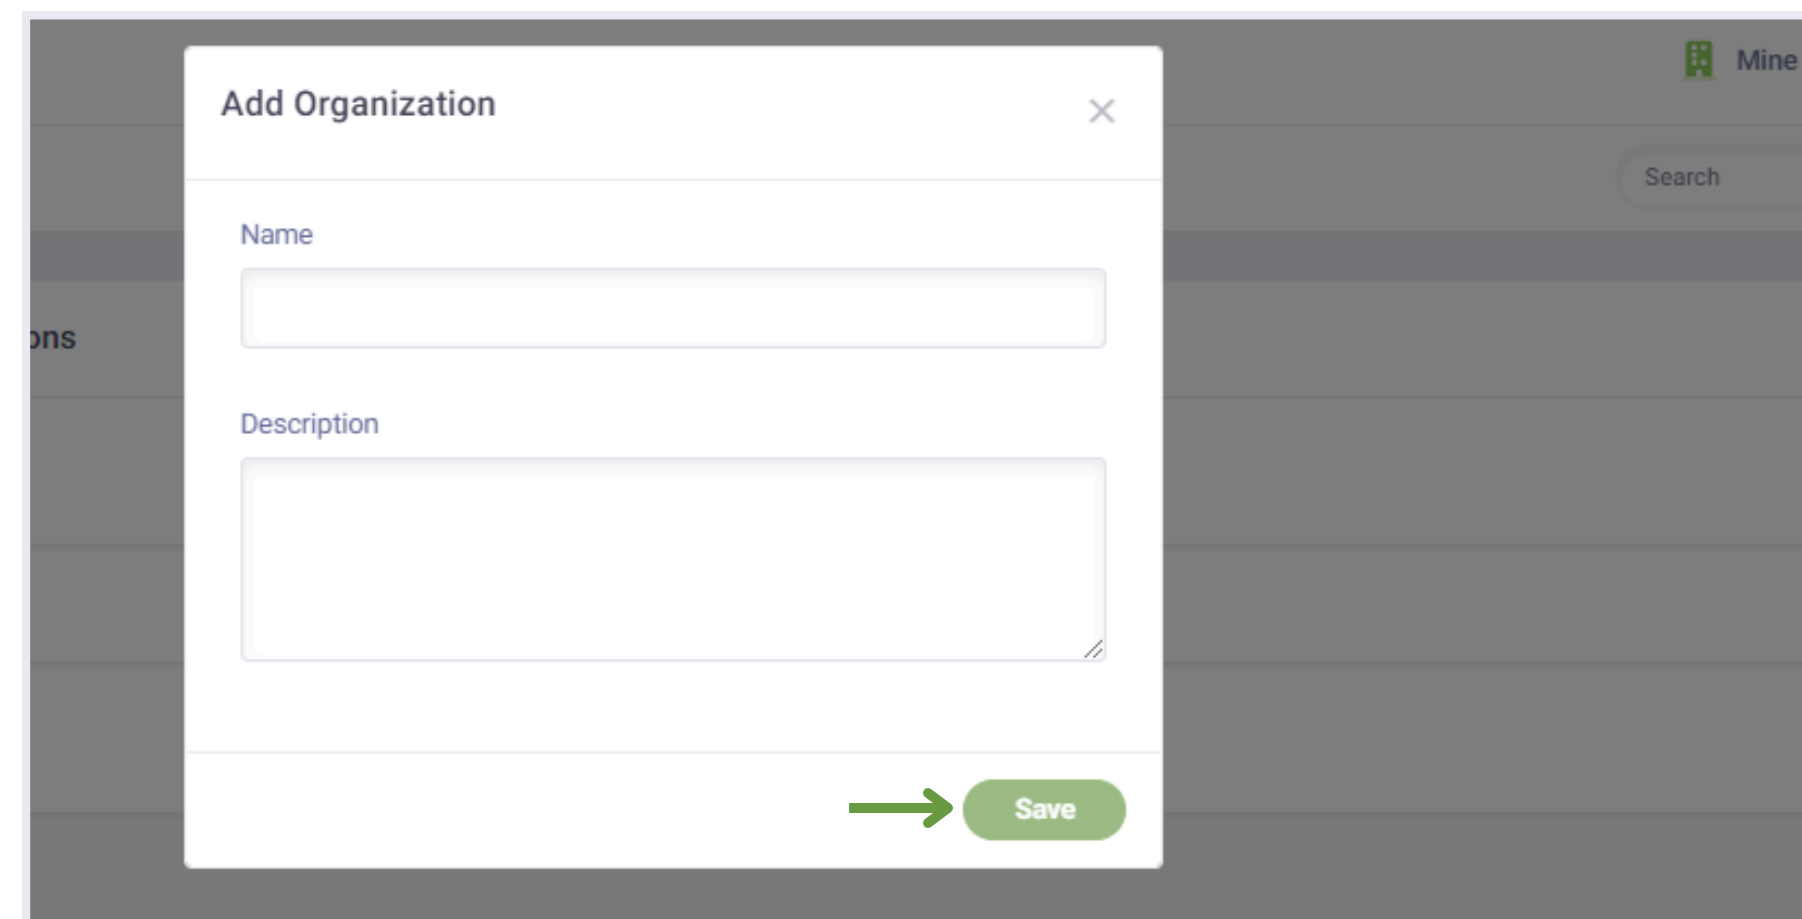 Mine
Add Organization
Search
Name
ons
Description
Save